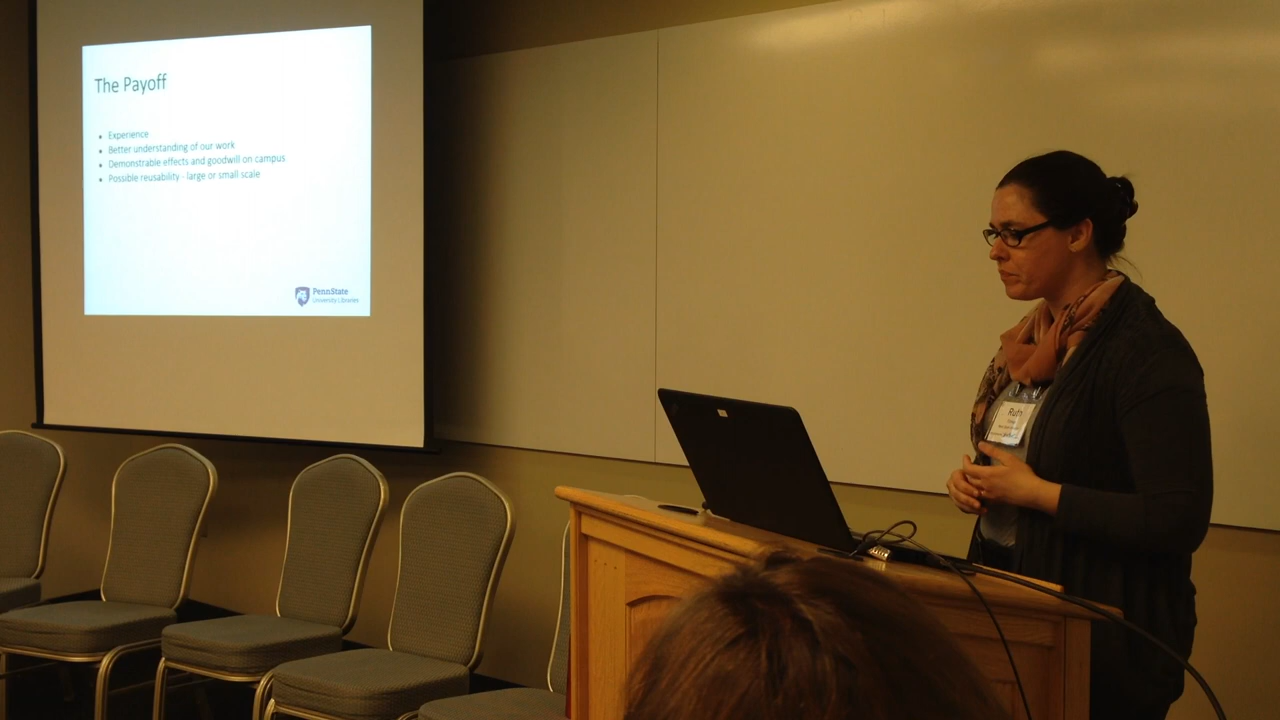 The Payoff
• Experience
• Better understanding of our work
• Demonstrable effects and goodwill on campus
• Possible reusability - large or small scale
PennState
University Libraries
Ruth